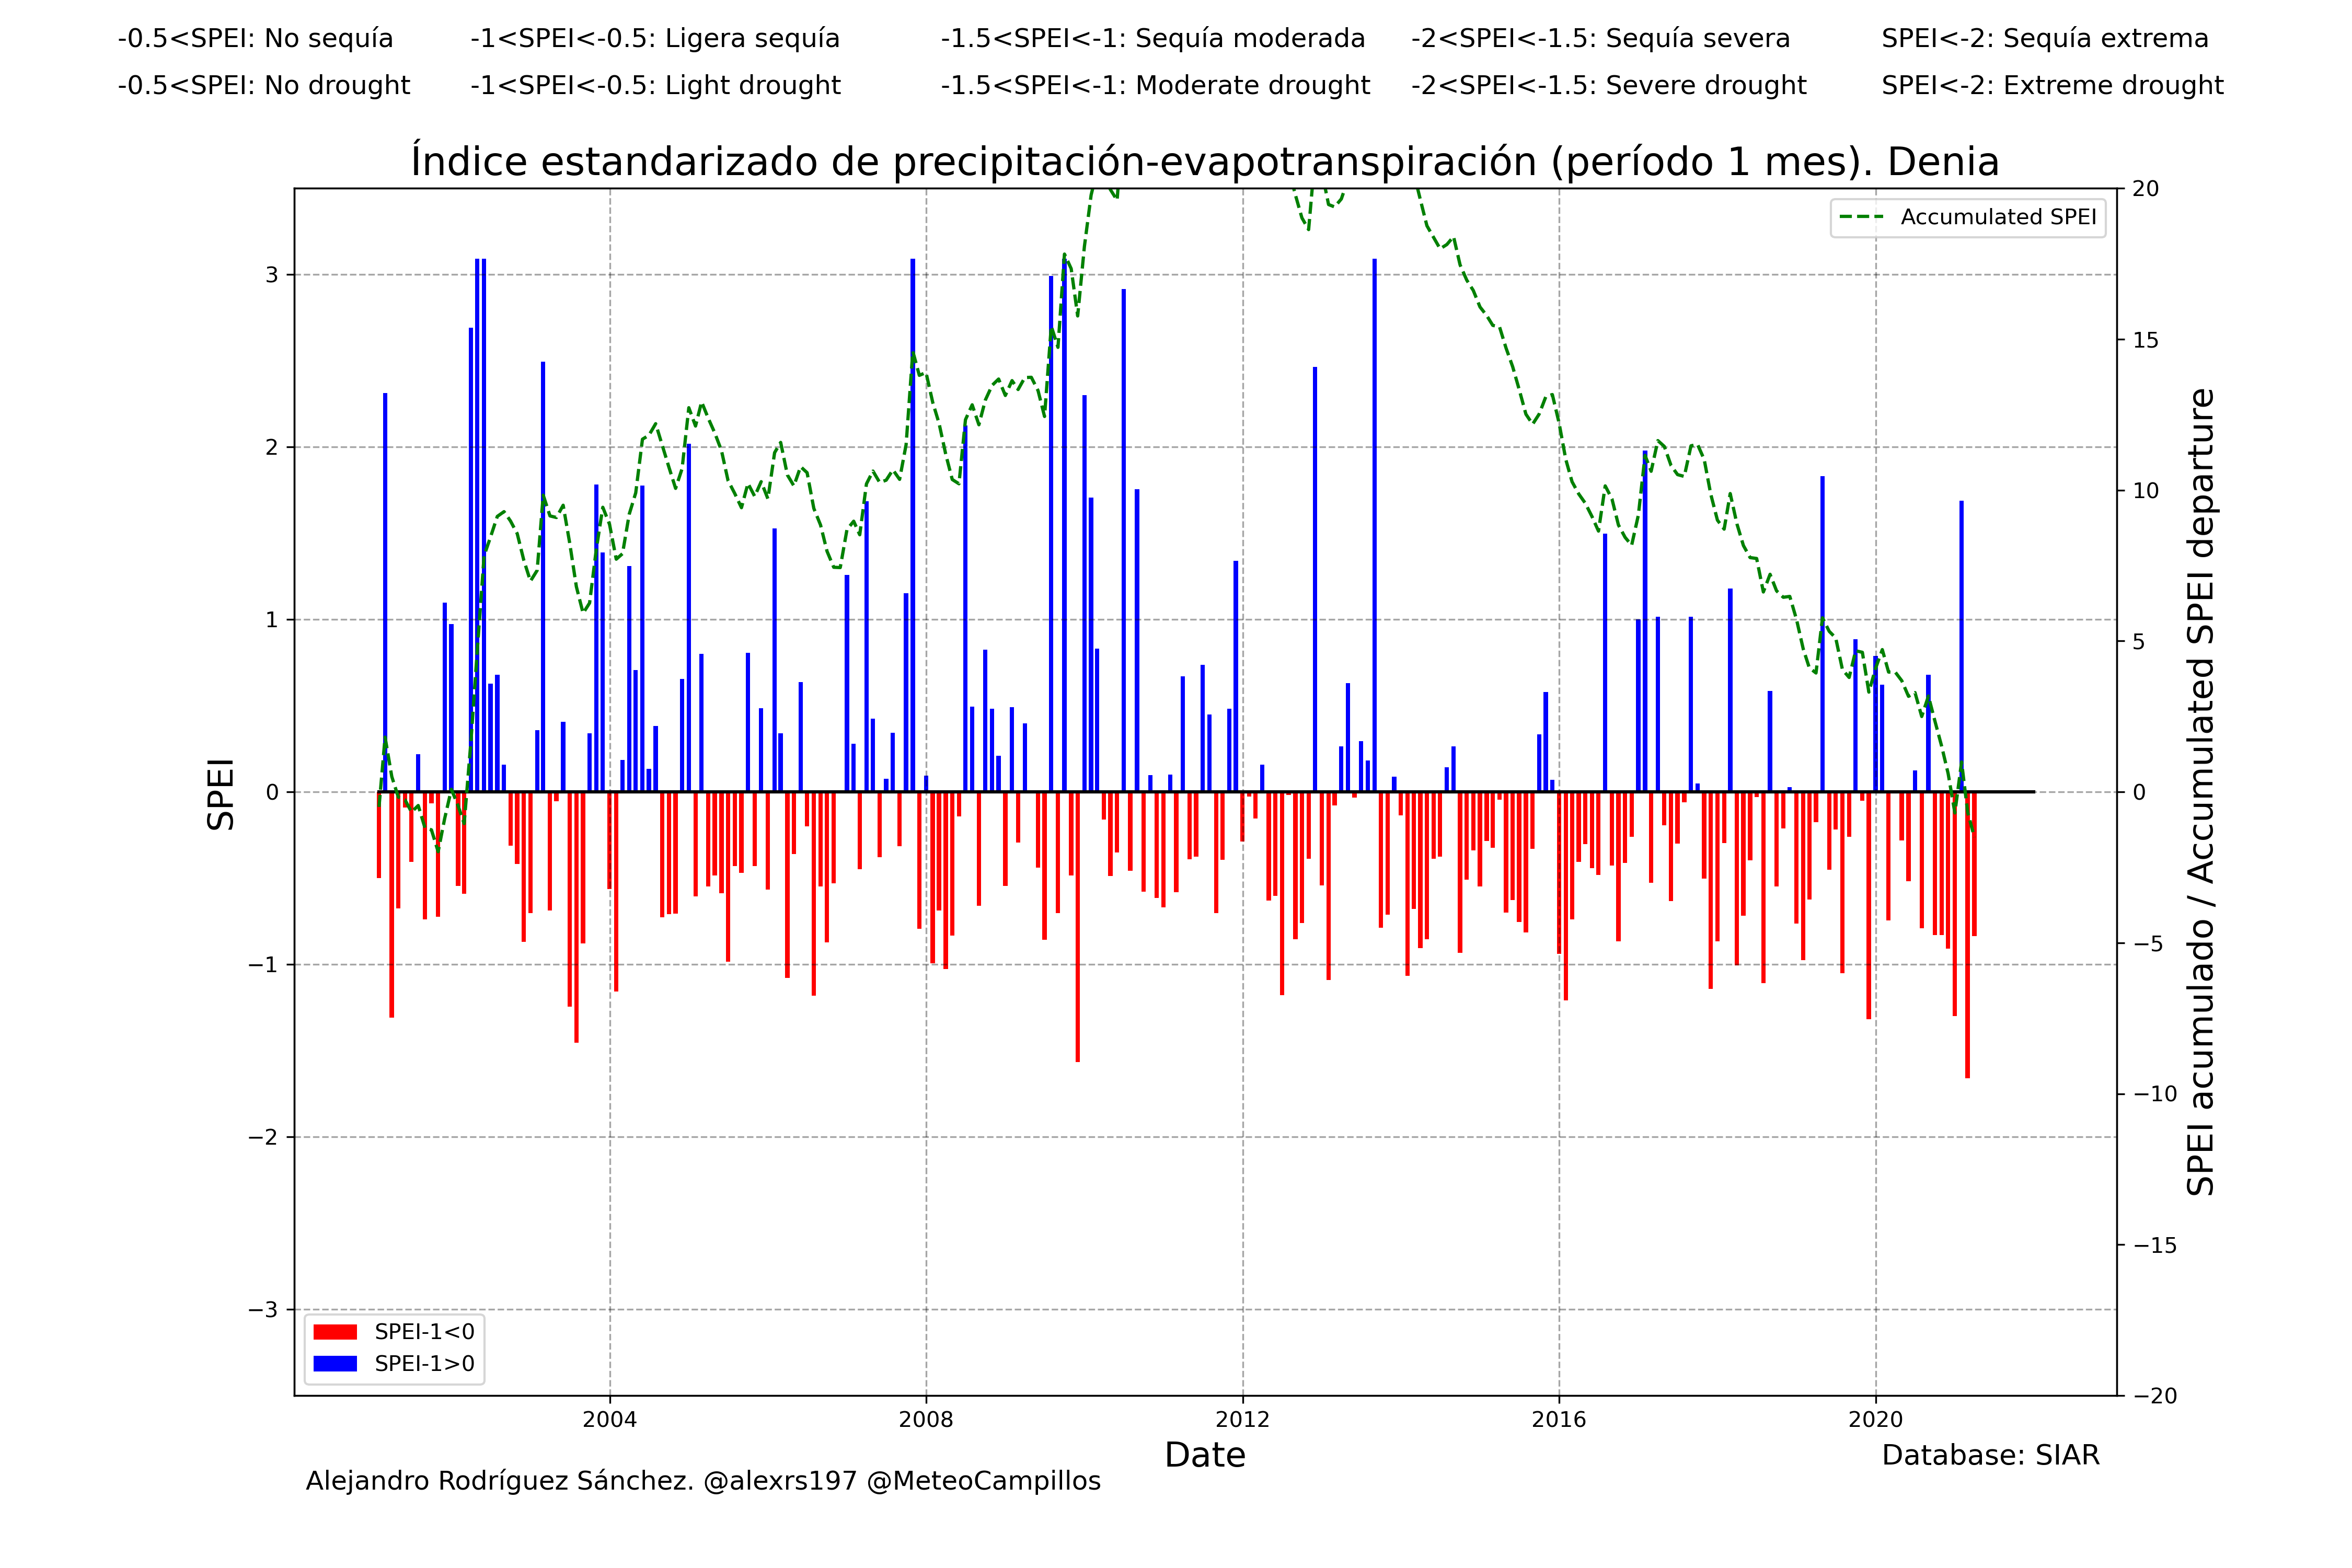 -0.5<SPEI: No sequía -1<SPEI<-0.5: Ligera sequía -1.5<SPEI<-1: Sequía moderada -2<SPEI<-1.5: Sequía severa SPEI<-2: Sequía extrema
-0.5<SPEI: No drought -1<SPEI<-0.5: Light drought -1.5<SPEI<-1: Moderate drought -2<SPEI<-1.5: Severe drought SPEI<-2: Extreme drought
Índice estandarizado de precipitación-evapotranspiración (período 1 mes). Denia
Accumulated SPEI
SPEI
3
2
1
0
−1
−2
−3
20
15
10
5
0
−5
−10
−15
−20
SPEI acumulado / Accumulated SPEI departure
SPEI-1<0
SPEI-1>0
2004 2008 2012 2016 2020
Date
Database: SIAR
Alejandro Rodríguez Sánchez. @alexrs197 @MeteoCampillos